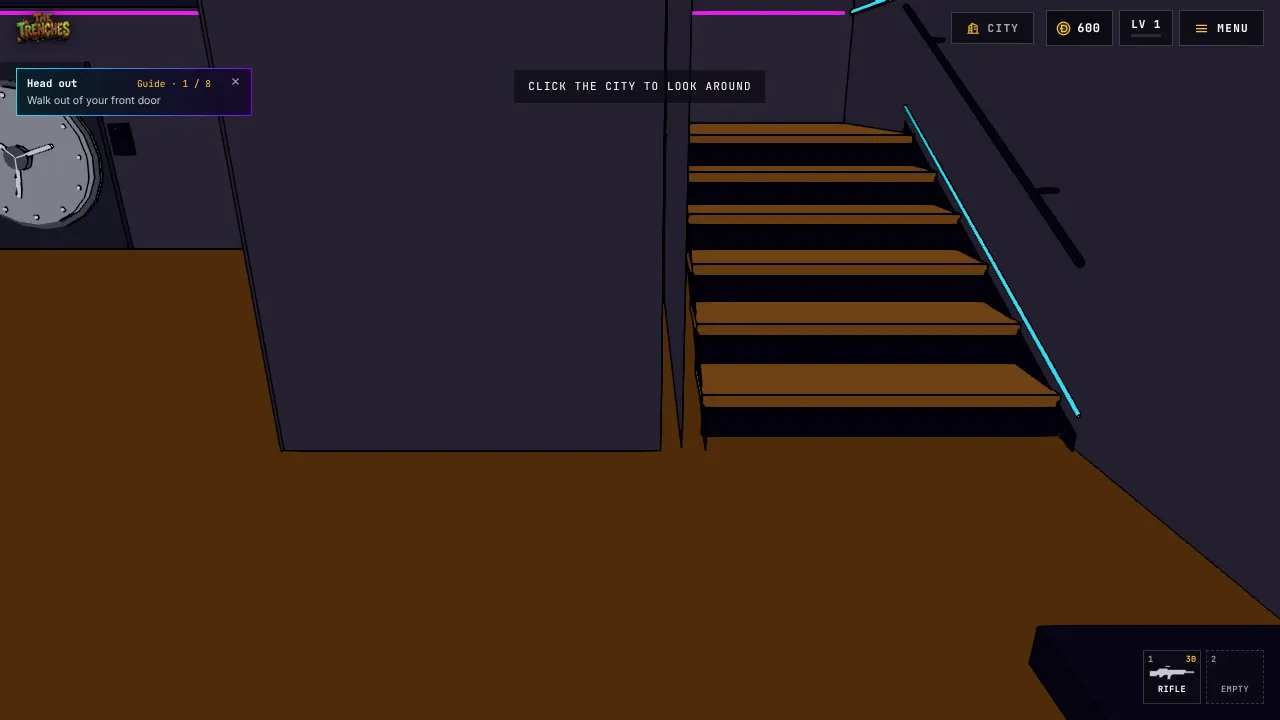 THE
TRENCHES
CITY
600
LV 1
MENU
Head out
Guide · 1 / 8
Walk out of your front door
CLICK THE CITY TO LOOK AROUND
1
30
RIFLE
2
EMPTY